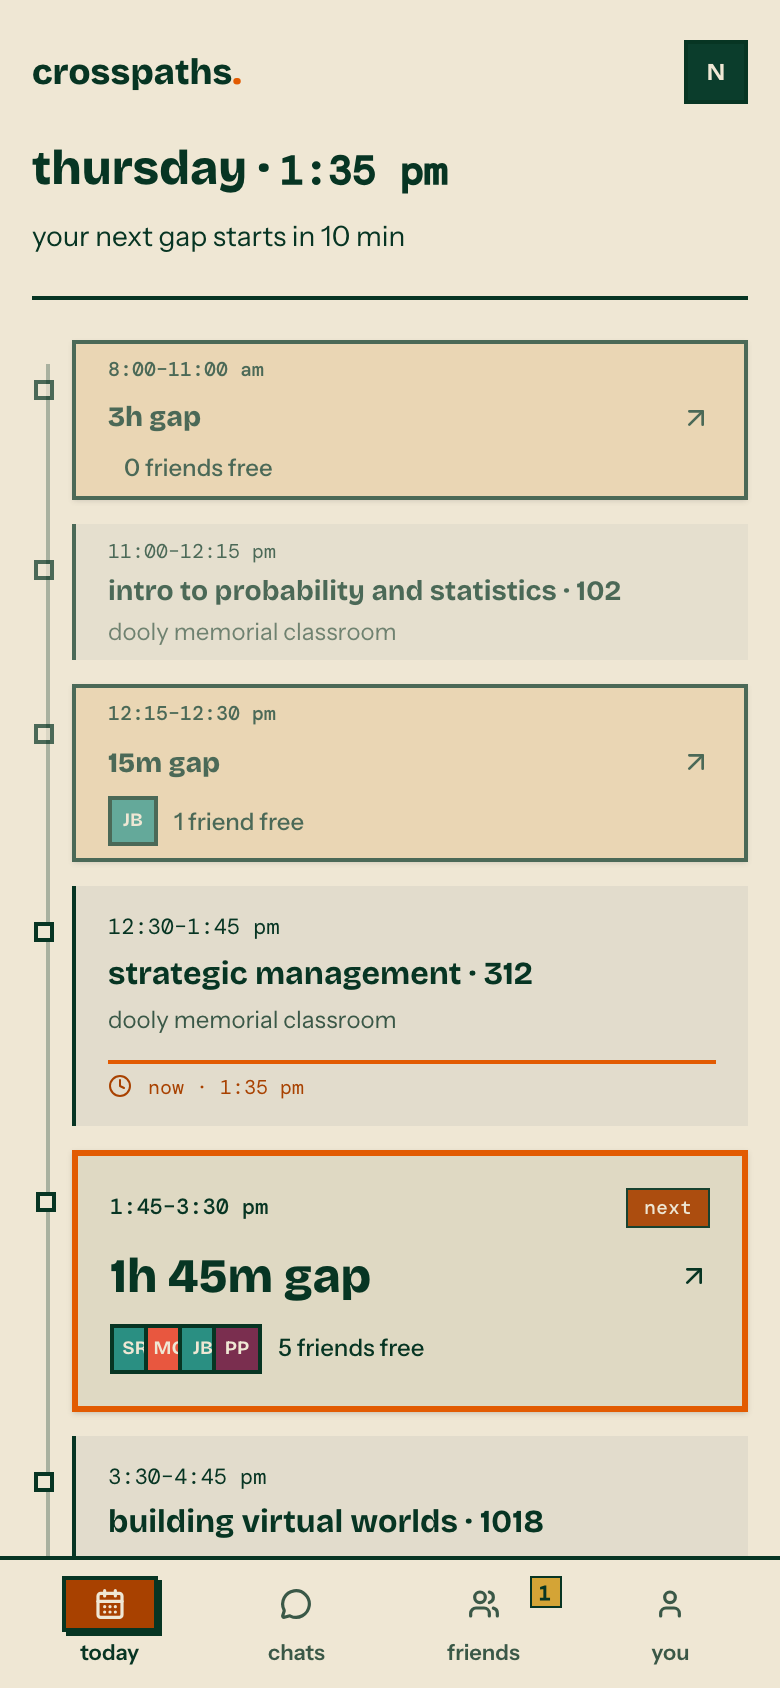 crosspaths.
N
thursday · 1:35 pm
your next gap starts in 10 min
8:00–11:00 am
3h gap
0 friends free
11:00–12:15 pm
intro to probability and statistics · 102
dooly memorial classroom
12:15–12:30 pm
15m gap
JB 1 friend free
12:30–1:45 pm
strategic management · 312
dooly memorial classroom
now · 1:35 pm
1:45–3:30 pm next
1h 45m gap
JB PP 5 friends free
3:30–4:45 pm
building virtual worlds · 1018
1
today chats friends you